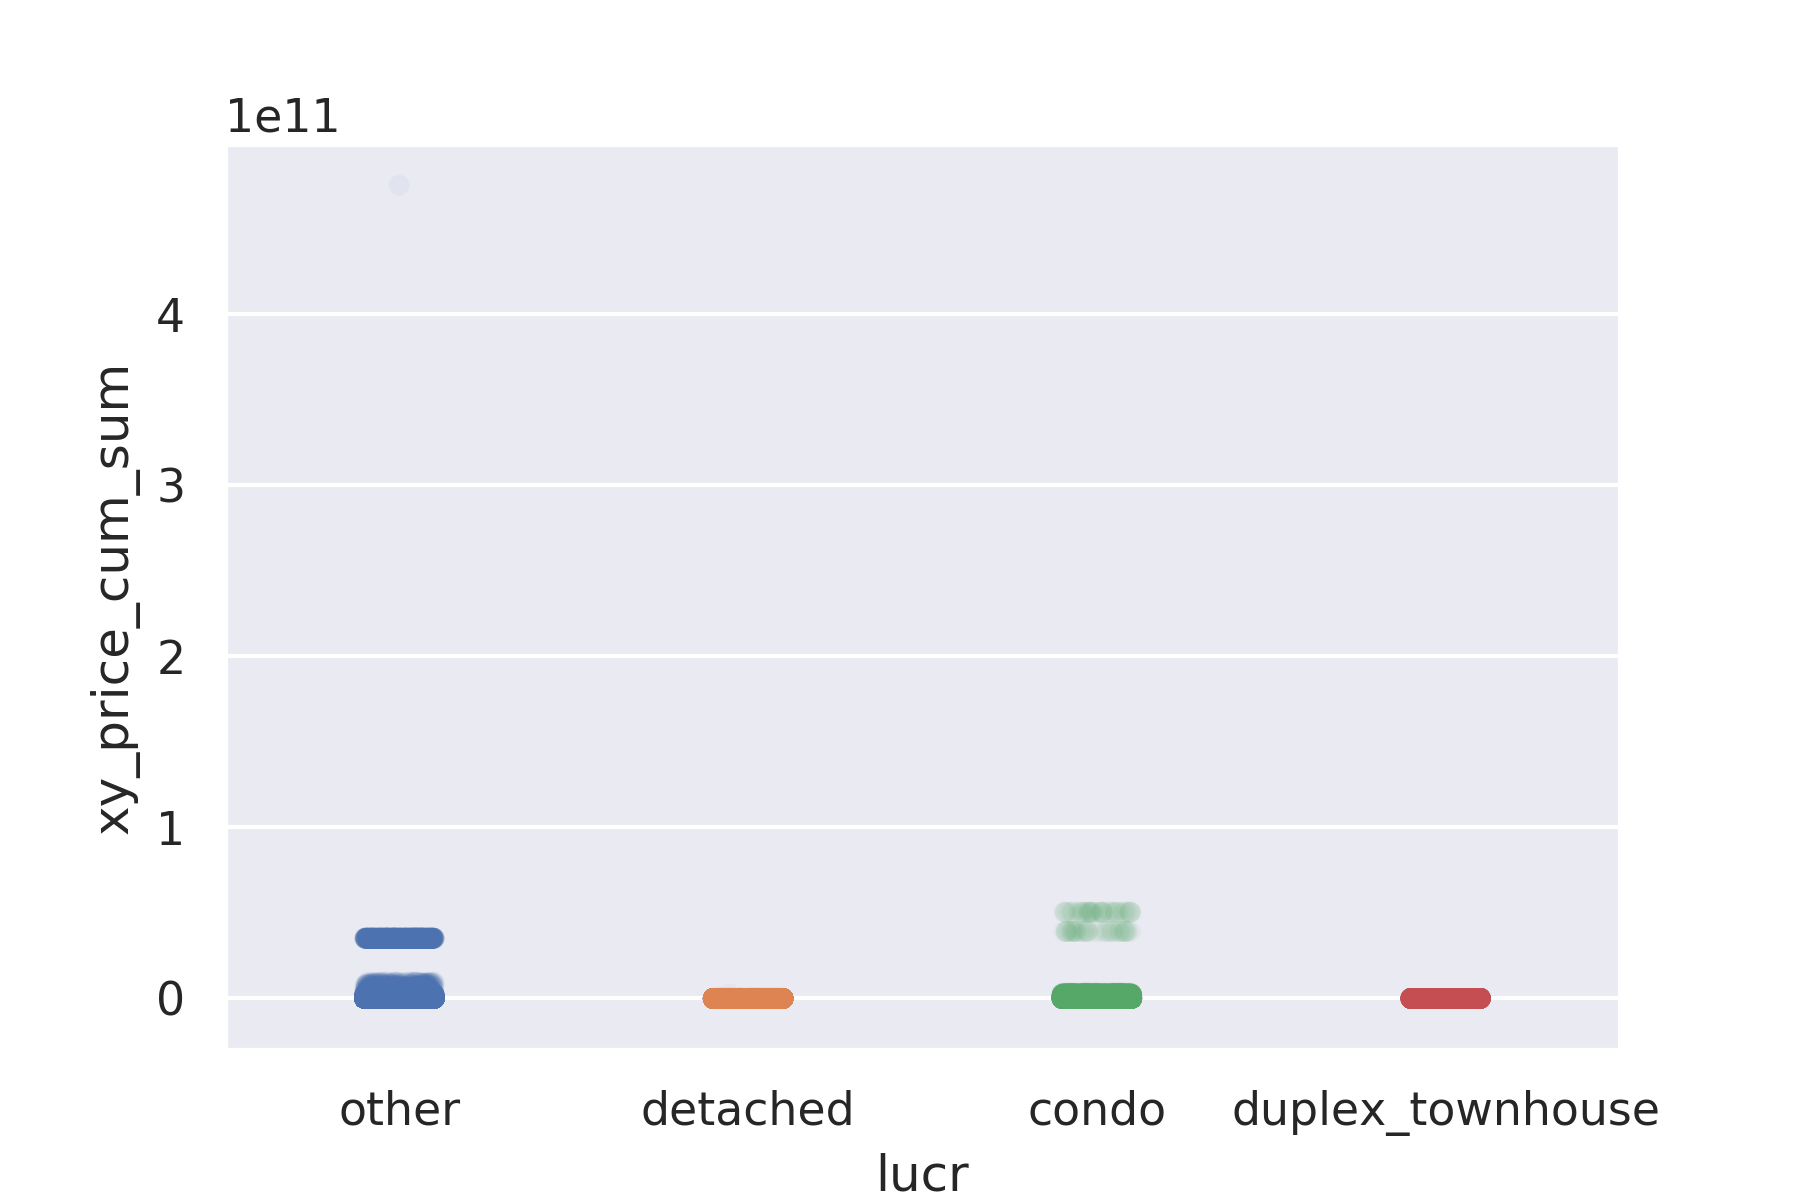 1e11
4
3
2
1
0
xy_price_cum_sum
other detached condo duplex_townhouse
lucr